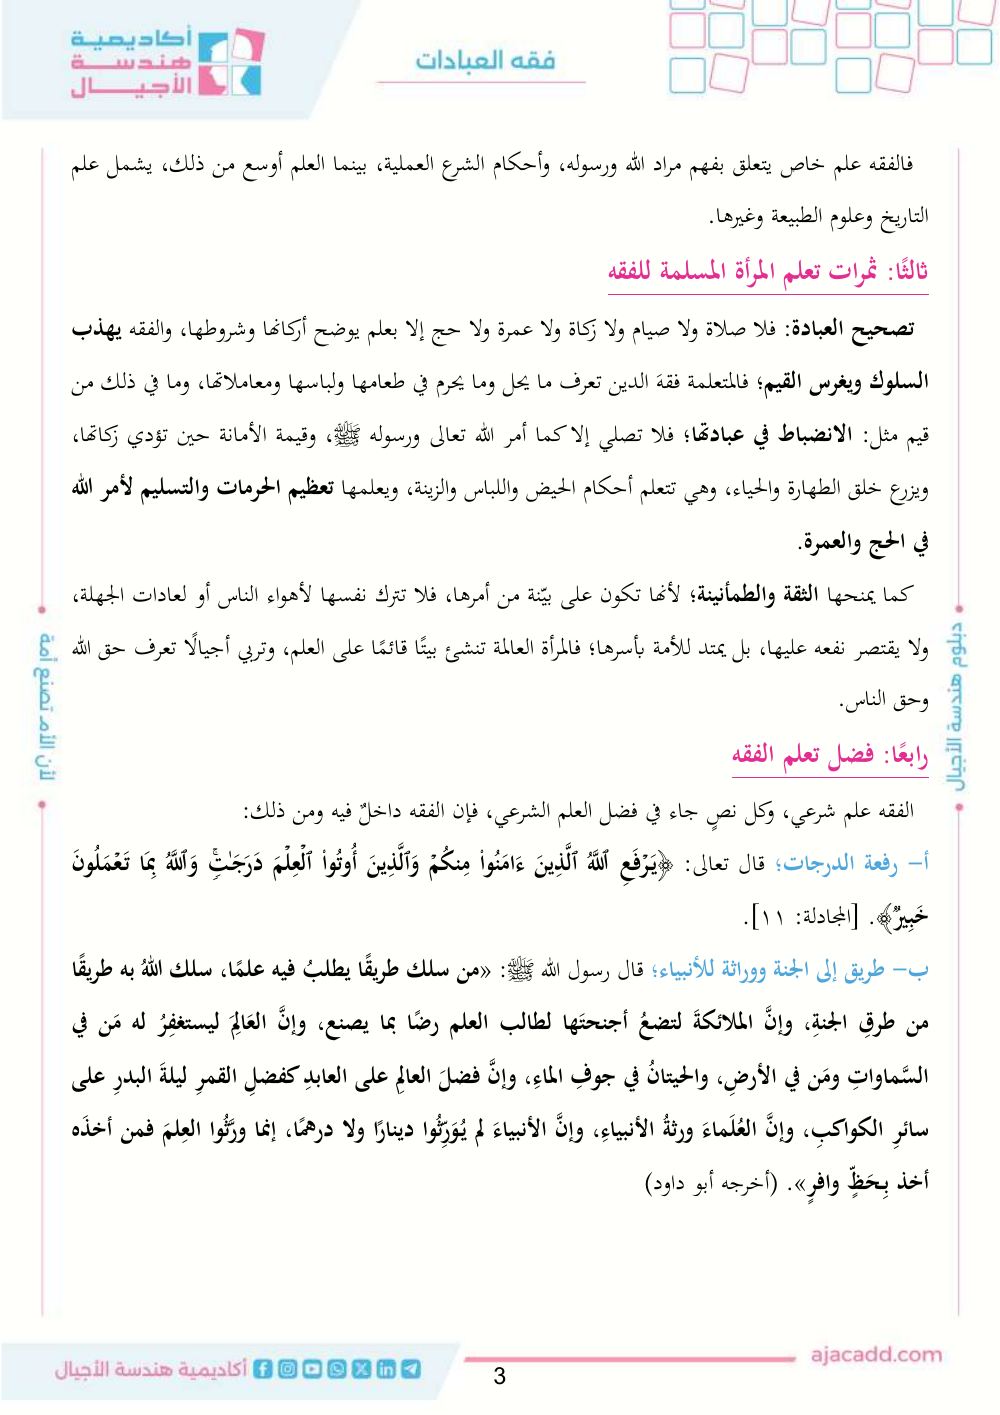 أكاديمية
هندسة
الأجيال
فقه العبادات
فالفقه علم خاص يتعلق بفهم مراد الله ورسوله، وأحكام الشرع العملية، بينما العلم أوسع من ذلك، يشمل علم
التاريخ وعلوم الطبيعة وغيرها.
ثالثًا: ثمرات تعلم المرأة المسلمة للفقه
تصحيح العبادة: فلا صلاة ولا صيام ولا زكاة ولا عمرة ولا حج إلا بعلم يوضح أركانها وشروطها، والفقه يهذب
السلوك ويغرس القيم؛ فالمتعلمة فقهَ الدين تعرف ما يحل وما يحرم في طعامها ولباسها ومعاملاتها، وما في ذلك من
قيم مثل: الانضباط في عبادتها؛ فلا تصلي إلا كما أمر الله تعالى ورسوله ﷺ، وقيمة الأمانة حين تؤدي زكاتها،
ويزرع خلق الطهارة والحياء، وهي تتعلم أحكام الحيض واللباس والزينة، ويعلمها تعظيم الحرمات والتسليم لأمر الله
في الحج والعمرة.
كما يمنحها الثقة والطمأنينة؛ لأنها تكون على بيّنة من أمرها، فلا تترك نفسها لأهواء الناس أو لعادات الجهلة،
ولا يقتصر نفعه عليها، بل يمتد للأمة بأسرها؛ فالمرأة العالمة تنشئ بيتًا قائمًا على العلم، وتربي أجيالًا تعرف حق الله
وحق الناس.
رابعًا: فضل تعلم الفقه
الفقه علم شرعي، وكل نصٍ جاء في فضل العلم الشرعي، فإن الفقه داخلٌ فيه ومن ذلك:
أ- رفعة الدرجات؛ قال تعالى: ﴿يَرْفَعِ ٱللَّهُ ٱلَّذِينَ ءَامَنُواْ مِنكُمْ وَٱلَّذِينَ أُوتُواْ ٱلْعِلْمَ دَرَجَـٰتٍۚ وَٱللَّهُ بِمَا تَعْمَلُونَ
خَبِيرٌ﴾. [المجادلة: ١١].
ب- طريق إلى الجنة ووراثة للأنبياء؛ قال رسول الله ﷺ: «من سلك طريقًا يطلبُ فيه علمًا، سلك اللهُ به طريقًا
من طرقِ الجنةِ، وإنَّ الملائكةَ لتضعُ أجنحتَها لطالب العلم رضًا بما يصنع، وإنَّ العَالِمَ ليستغفِرُ له مَن في
السَّماواتِ ومَن في الأرضِ، والحيتانُ في جوفِ الماءِ، وإنَّ فضلَ العالمِ على العابدِ كفضلِ القمرِ ليلةَ البدرِ على
سائرِ الكواكبِ، وإنَّ العُلَماءَ ورثةُ الأنبياءِ، وإنَّ الأنبياءَ لم يُوَرِّثُوا دينارًا ولا درهمًا، إنما ورَّثُوا العِلمَ فمن أخذَه
أخذ بِحَظٍّ وافرٍ». (أخرجه أبو داود)
دبلوم هندسة الأجيال
لأن الأم تصنع أمة
أكاديمية هندسة الأجيال
3
ajacadd.com